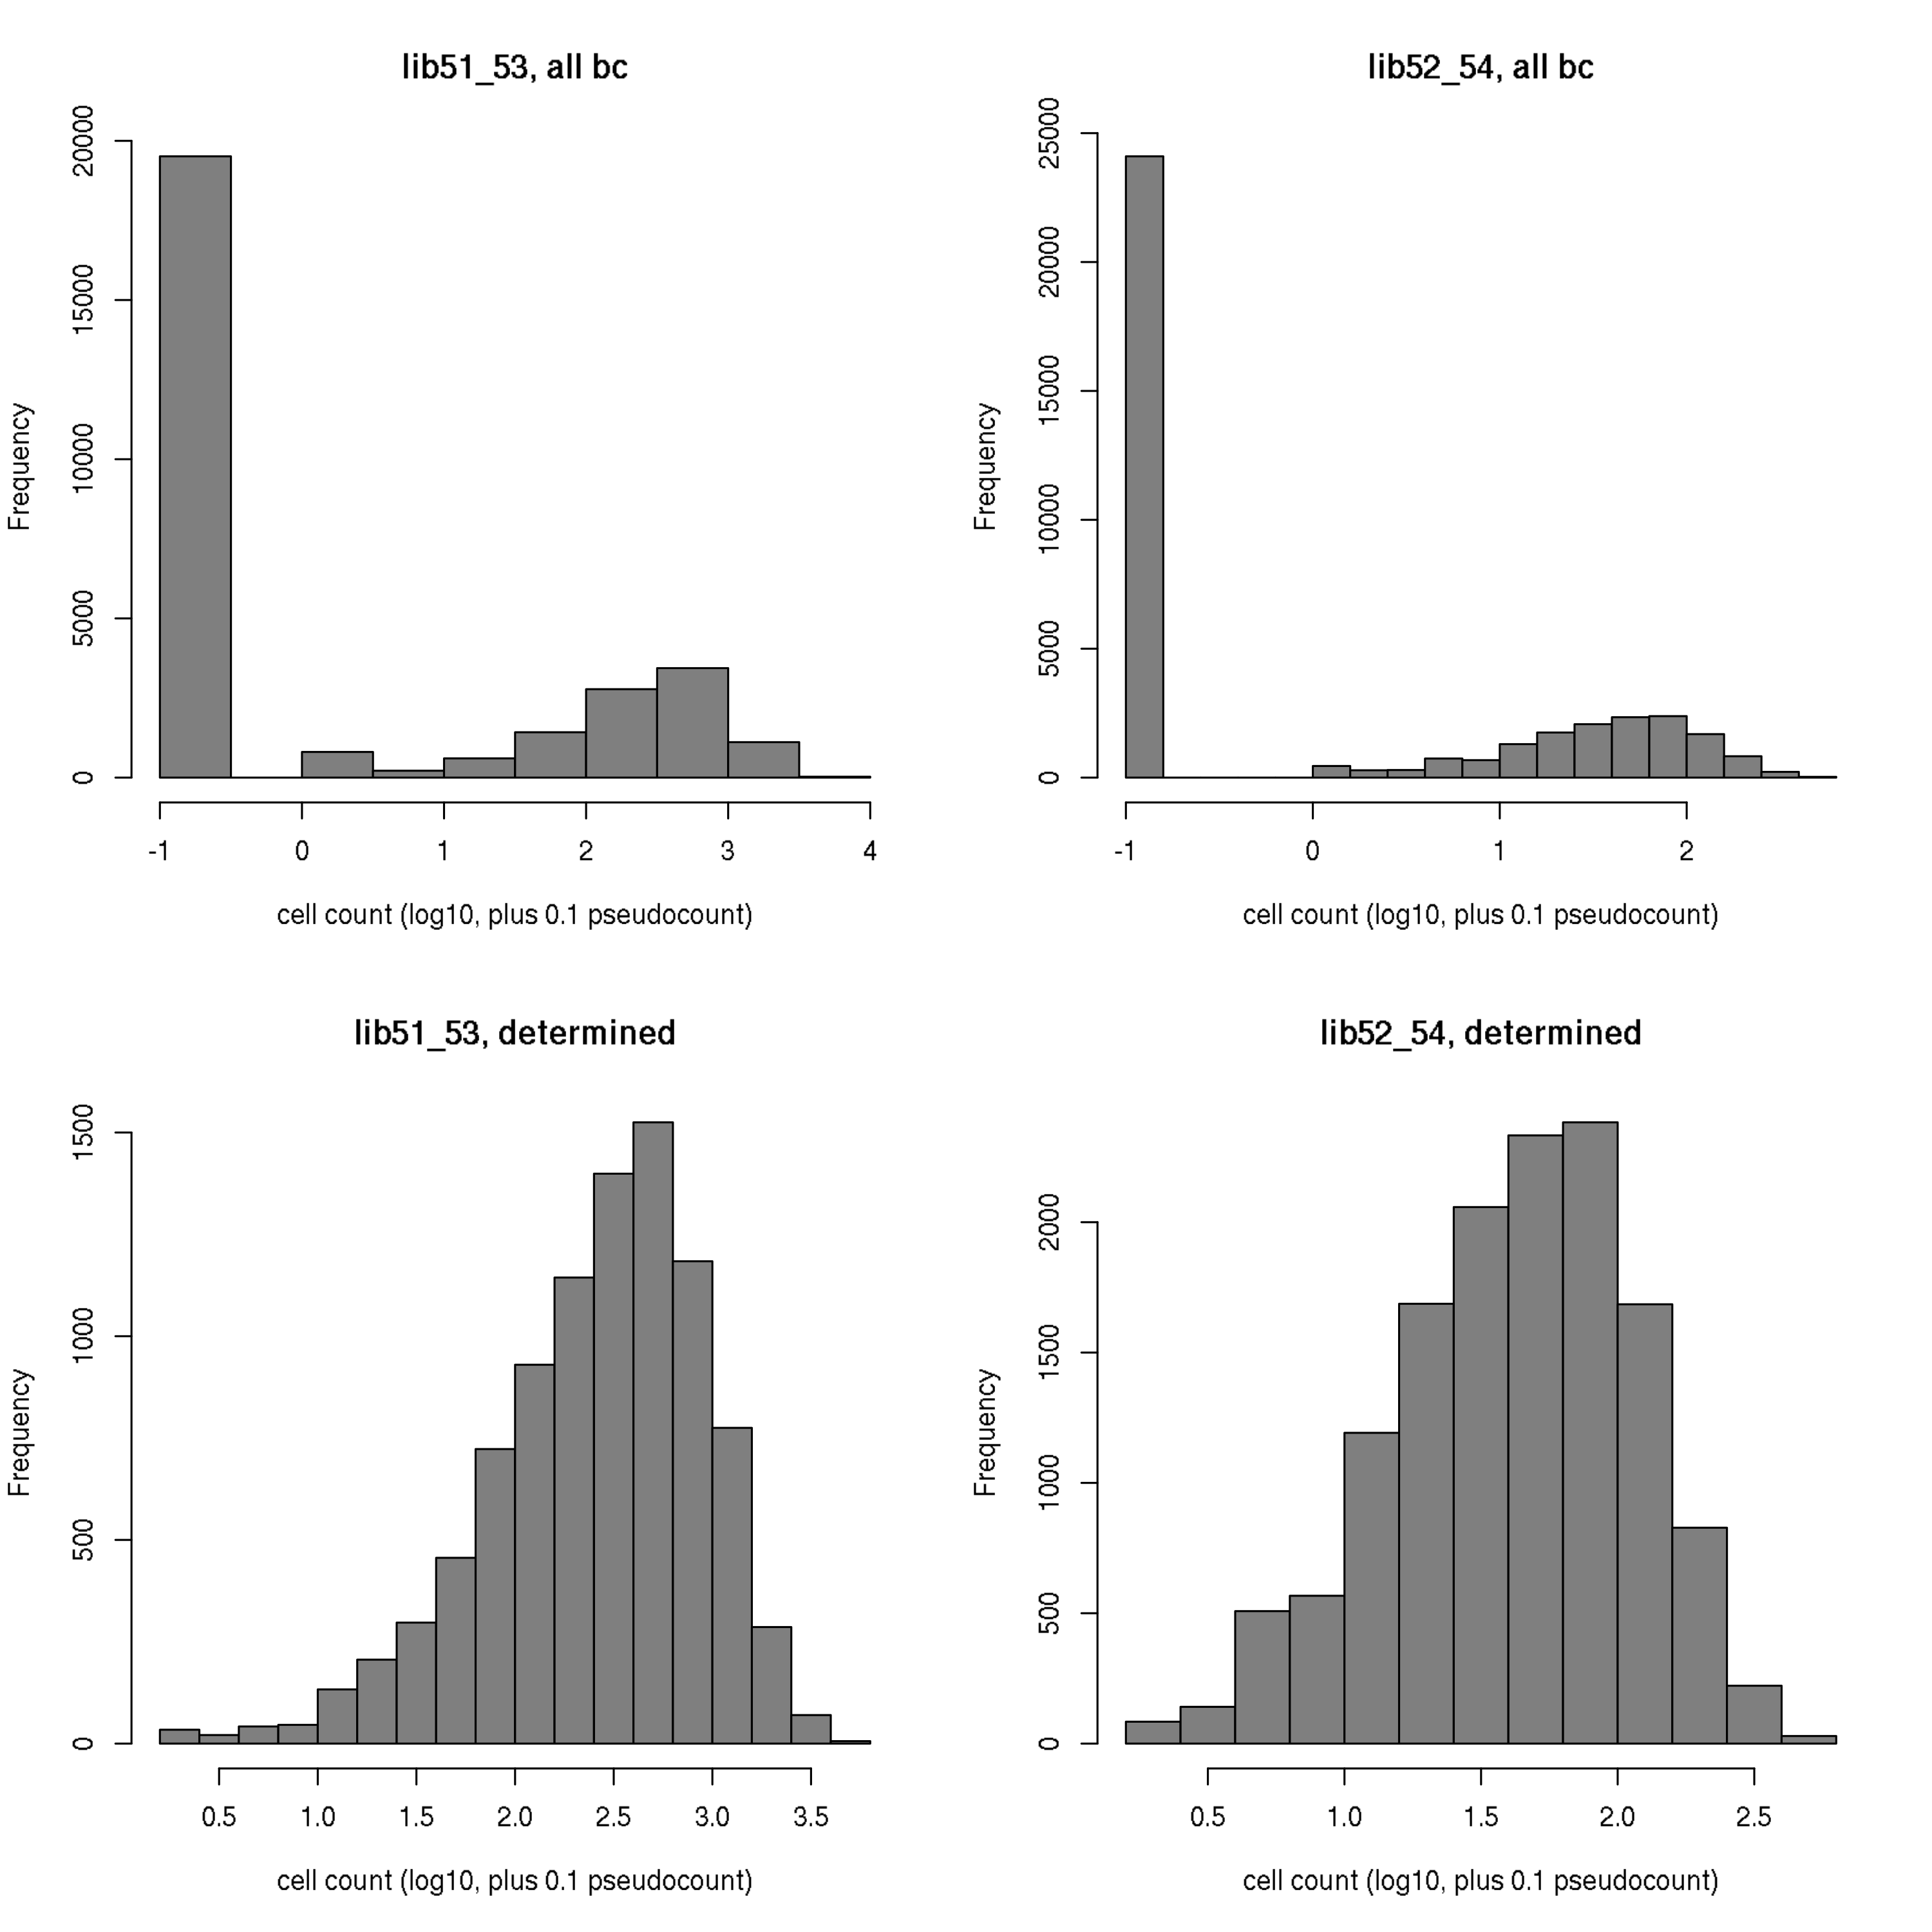 lib51_53, all bc
Frequency
0
5000
10000
15000
20000
-1 0 1 2 3 4
cell count (log10, plus 0.1 pseudocount)
lib52_54, all bc
Frequency
0
5000
10000
15000
20000
25000
-1 0 1 2
cell count (log10, plus 0.1 pseudocount)
lib51_53, determined
Frequency
0
500
1000
1500
0.5 1.0 1.5 2.0 2.5 3.0 3.5
cell count (log10, plus 0.1 pseudocount)
lib52_54, determined
Frequency
0
500
1000
1500
2000
0.5 1.0 1.5 2.0 2.5
cell count (log10, plus 0.1 pseudocount)